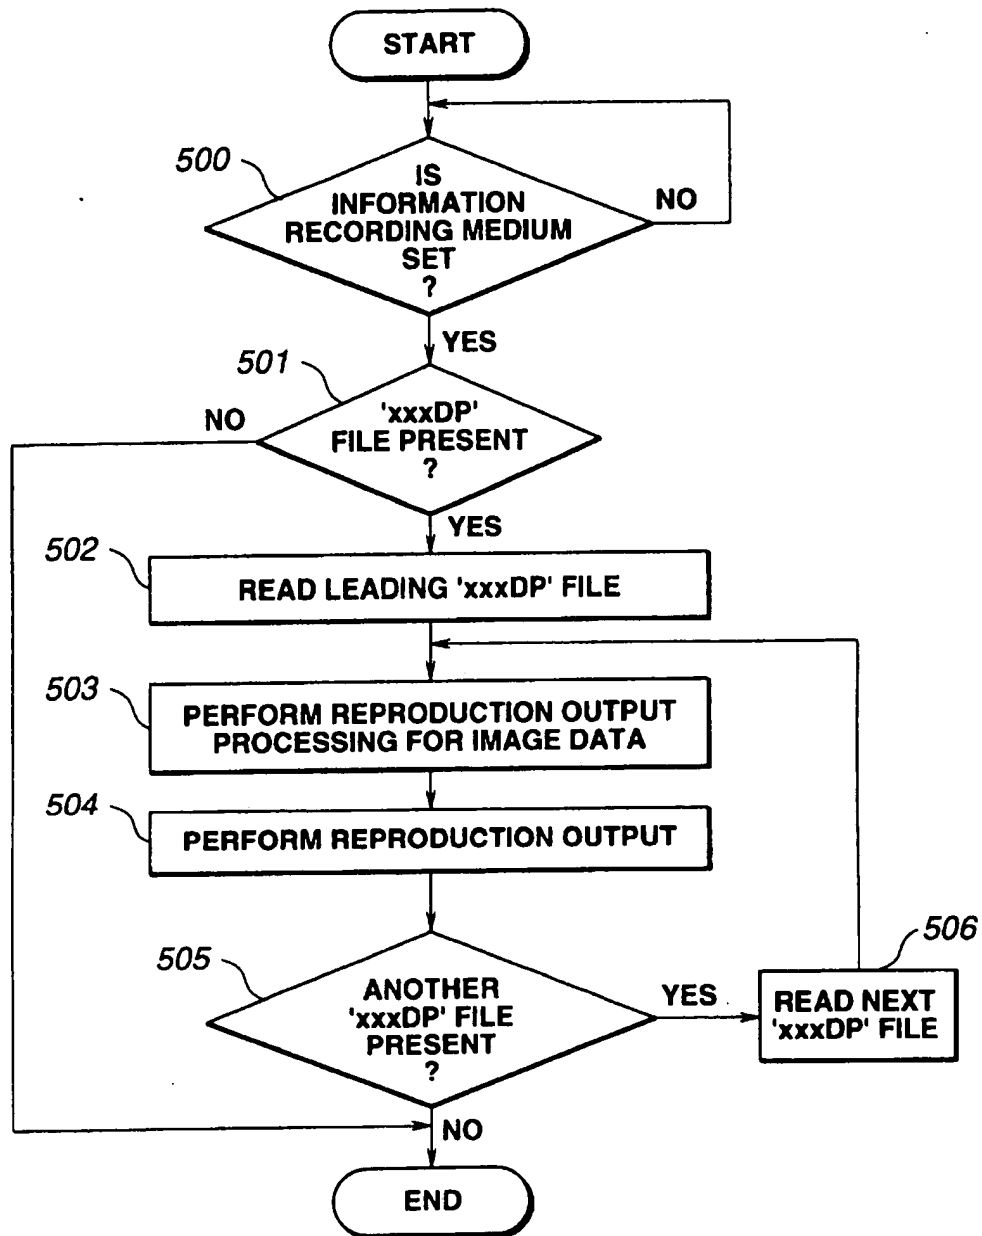 START
500
IS
INFORMATION
RECORDING MEDIUM
SET
?
NO
YES
501
'xxxDP'
FILE PRESENT
?
NO
YES
502
READ LEADING 'xxxDP' FILE
503
PERFORM REPRODUCTION OUTPUT
PROCESSING FOR IMAGE DATA
504
PERFORM REPRODUCTION OUTPUT
505
ANOTHER
'xxxDP' FILE
PRESENT
?
YES
506
READ NEXT
'xxxDP' FILE
NO
END